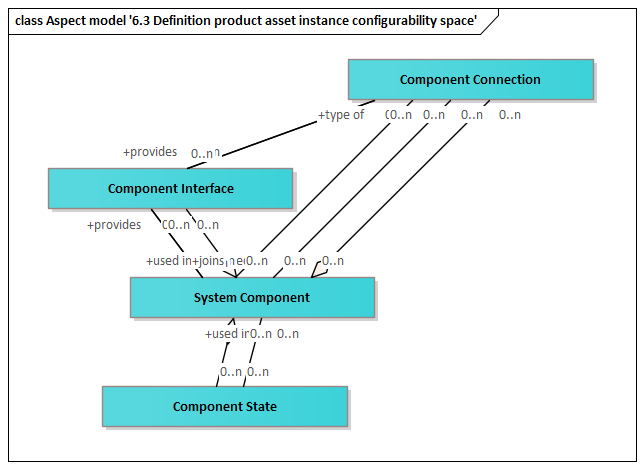 class Aspect model '6.3 Definition product asset instance configurability space'
Component Connection
+type of 0..n 0..n 0..n 0..n
+provides 0..n
Component Interface
+provides 0..n 0..n
+used in +joins 0..n 0..n 0..n
System Component
+used in 0..n 0..n
0..n 0..n
Component State